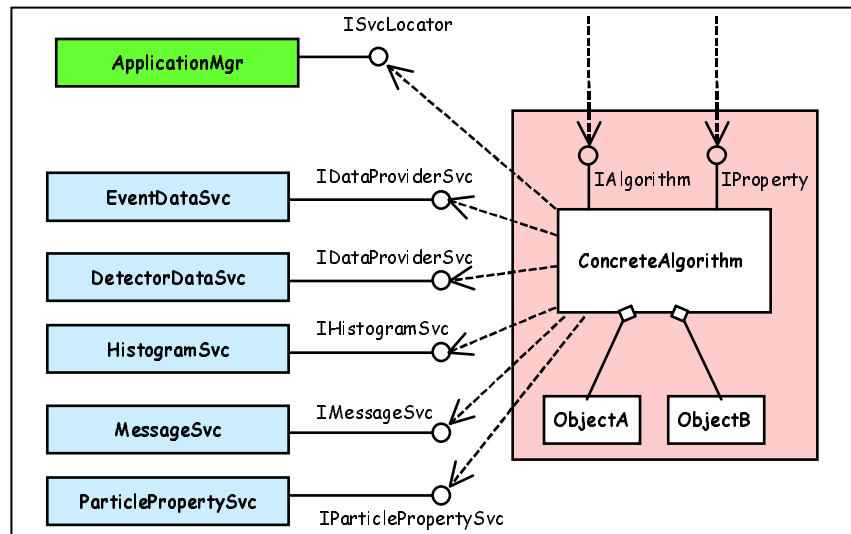 ISvcLocator
ApplicationMgr
IDataProviderSvc
EventDataSvc
IAlgorithm
IProperty
IDataProviderSvc
DetectorDataSvc
ConcreteAlgorithm
IHistogramSvc
HistogramSvc
IMessageSvc
MessageSvc
ObjectA
ObjectB
ParticlePropertySvc
IParticlePropertySvc